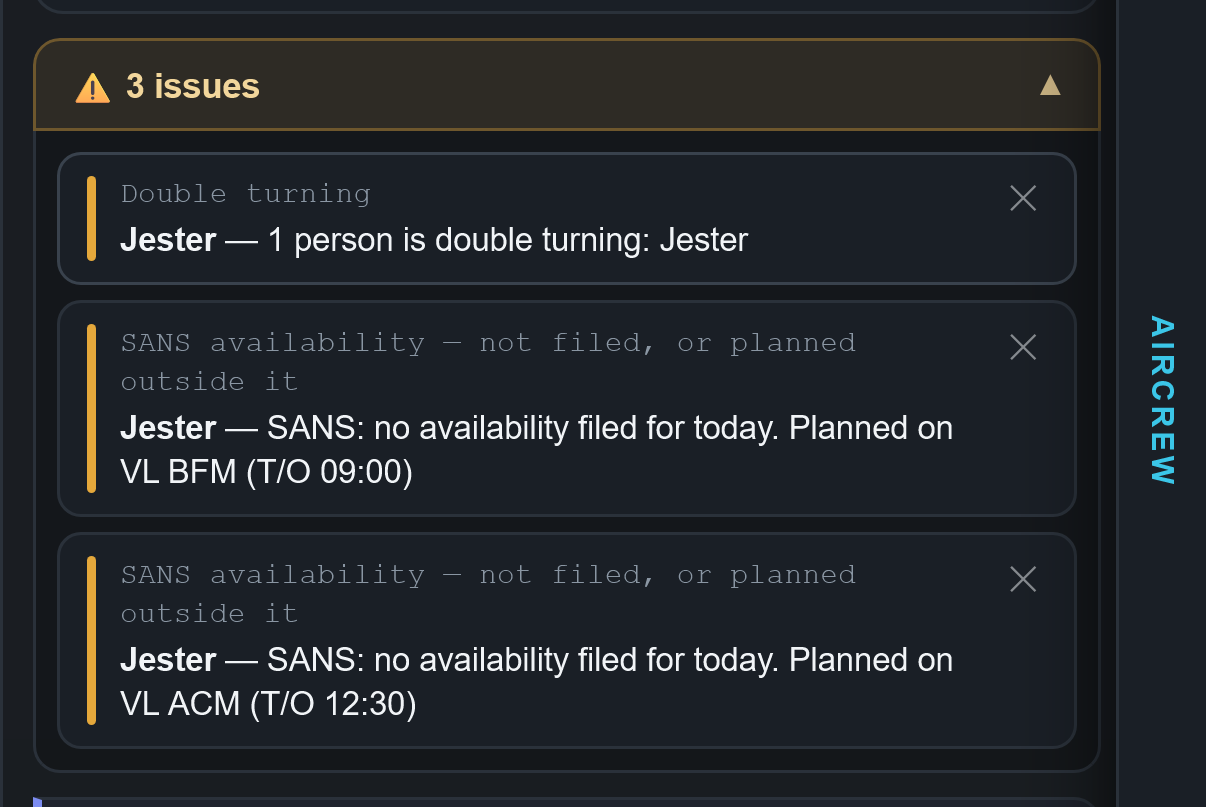 ⚠️ 3 issues ▲
Double turning
Jester — 1 person is double turning: Jester
SANS availability — not filed, or planned
outside it
Jester — SANS: no availability filed for today. Planned on
VL BFM (T/O 09:00)
SANS availability — not filed, or planned
outside it
Jester — SANS: no availability filed for today. Planned on
VL ACM (T/O 12:30)
AIRCREW